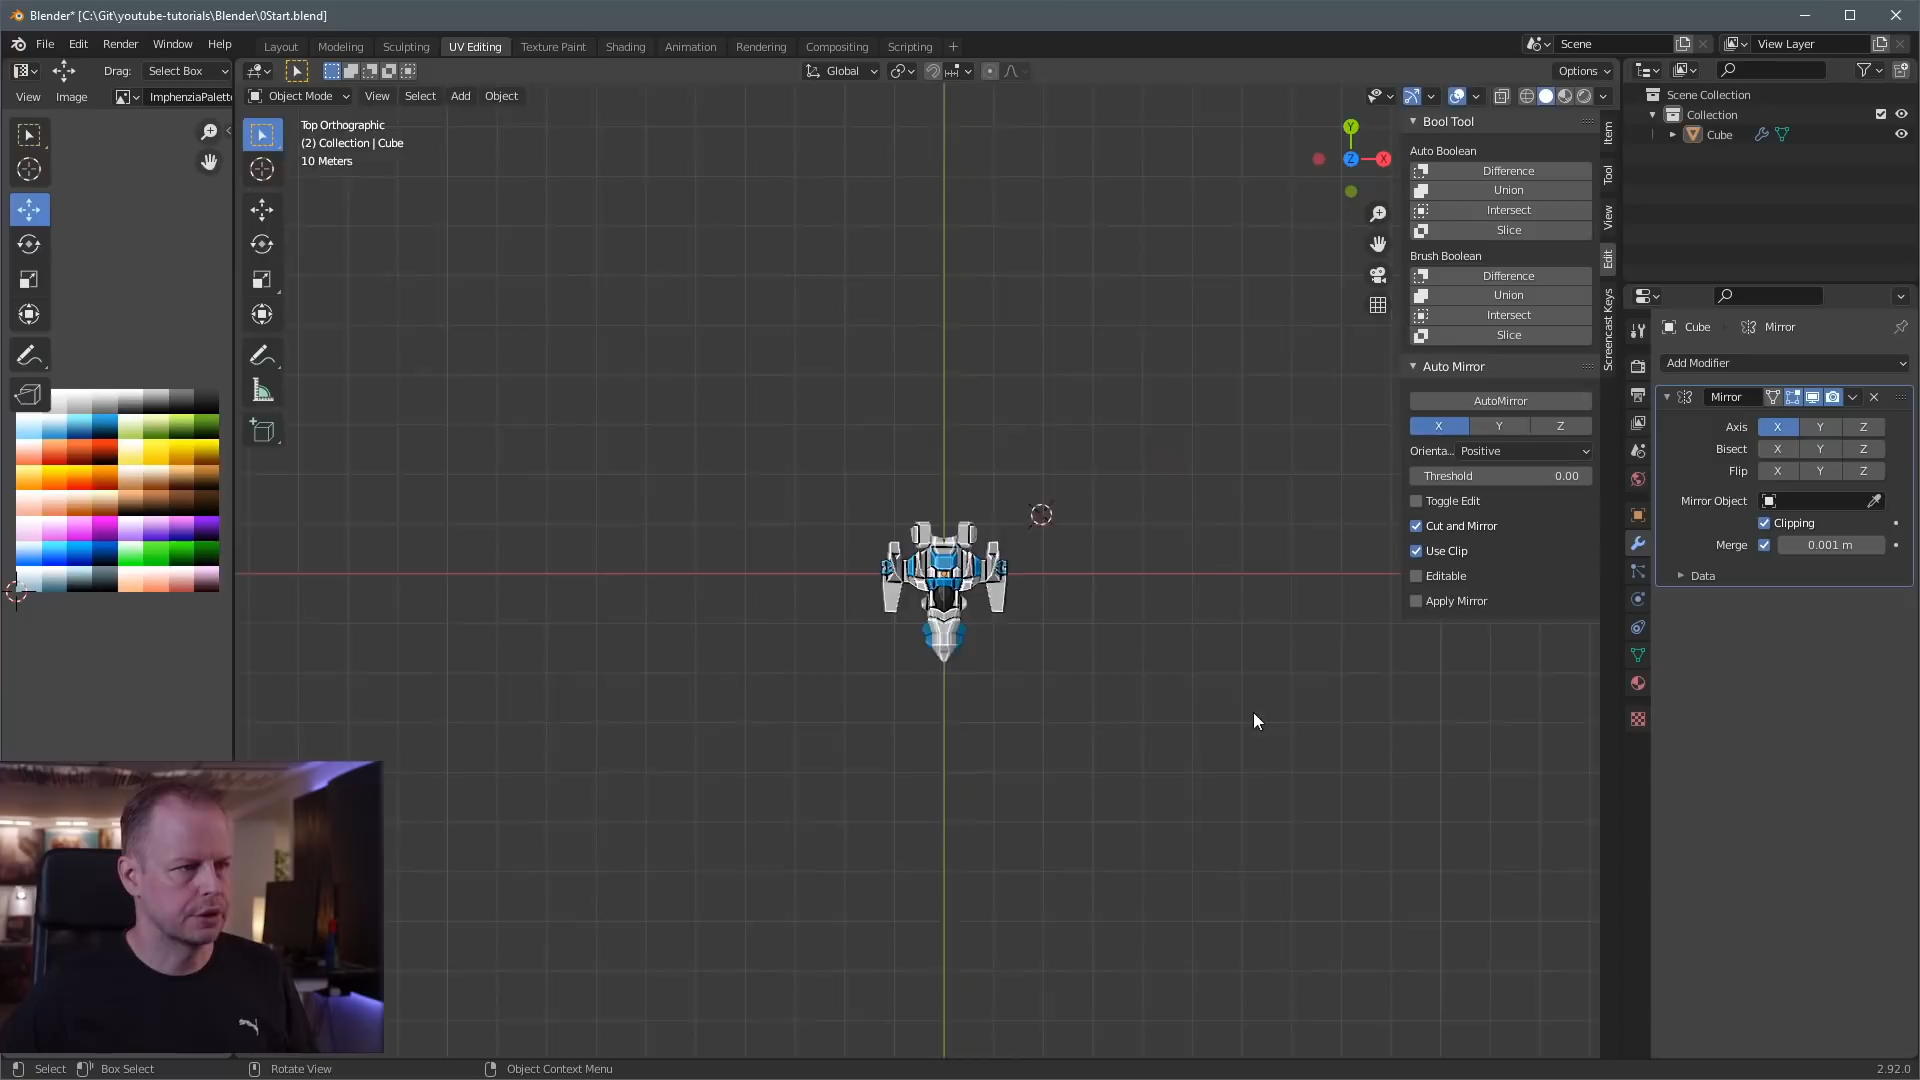 Blender* [C:\Git\youtube-tutorials\Blender\0Start.blend]
File Edit Render Window Help
Layout Modeling Sculpting UV Editing Texture Paint Shading Animation Rendering Compositing Scripting +
Scene
View Layer
Drag: Select Box
Global
Options
View Image ImphenziaPalette
Object Mode View Select Add Object
Top Orthographic
(2) Collection | Cube
10 Meters
Y
Z
X
Bool Tool
Auto Boolean
Difference
Union
Intersect
Slice
Brush Boolean
Difference
Union
Intersect
Slice
Auto Mirror
AutoMirror
X Y Z
Orienta... Positive
Threshold 0.00
Toggle Edit
Cut and Mirror
Use Clip
Editable
Apply Mirror
Item
Tool
View
Edit
Screencast Keys
Scene Collection
Collection
Cube
Cube Mirror
Add Modifier
Mirror
Axis X Y Z
Bisect X Y Z
Flip X Y Z
Mirror Object
Clipping
Merge 0.001 m
Data
Select Box Select Rotate View Object Context Menu 2.92.0